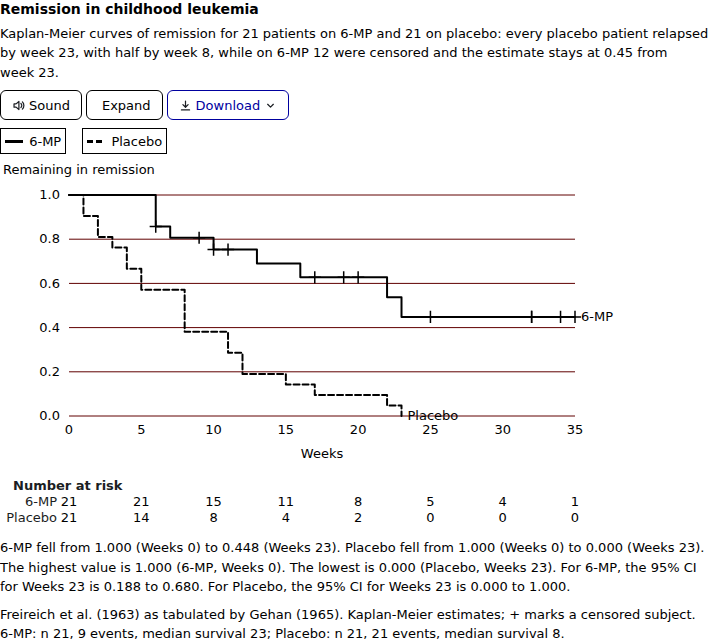 Remission in childhood leukemia
Kaplan-Meier curves of remission for 21 patients on 6-MP and 21 on placebo: every placebo patient relapsed
by week 23, with half by week 8, while on 6-MP 12 were censored and the estimate stays at 0.45 from
week 23.
Sound Expand Download
6-MP Placebo
Remaining in remission
1.0
0.8
0.6
0.4
6-MP
0.2
0.0
Placebo
0 5 10 15 20 25 30 35
Weeks
Number at risk
6-MP 21 21 15 11 8 5 4 1
Placebo 21 14 8 4 2 0 0 0
6-MP fell from 1.000 (Weeks 0) to 0.448 (Weeks 23). Placebo fell from 1.000 (Weeks 0) to 0.000 (Weeks 23).
The highest value is 1.000 (6-MP, Weeks 0). The lowest is 0.000 (Placebo, Weeks 23). For 6-MP, the 95% CI
for Weeks 23 is 0.188 to 0.680. For Placebo, the 95% CI for Weeks 23 is 0.000 to 1.000.
Freireich et al. (1963) as tabulated by Gehan (1965). Kaplan-Meier estimates; + marks a censored subject.
6-MP: n 21, 9 events, median survival 23; Placebo: n 21, 21 events, median survival 8.